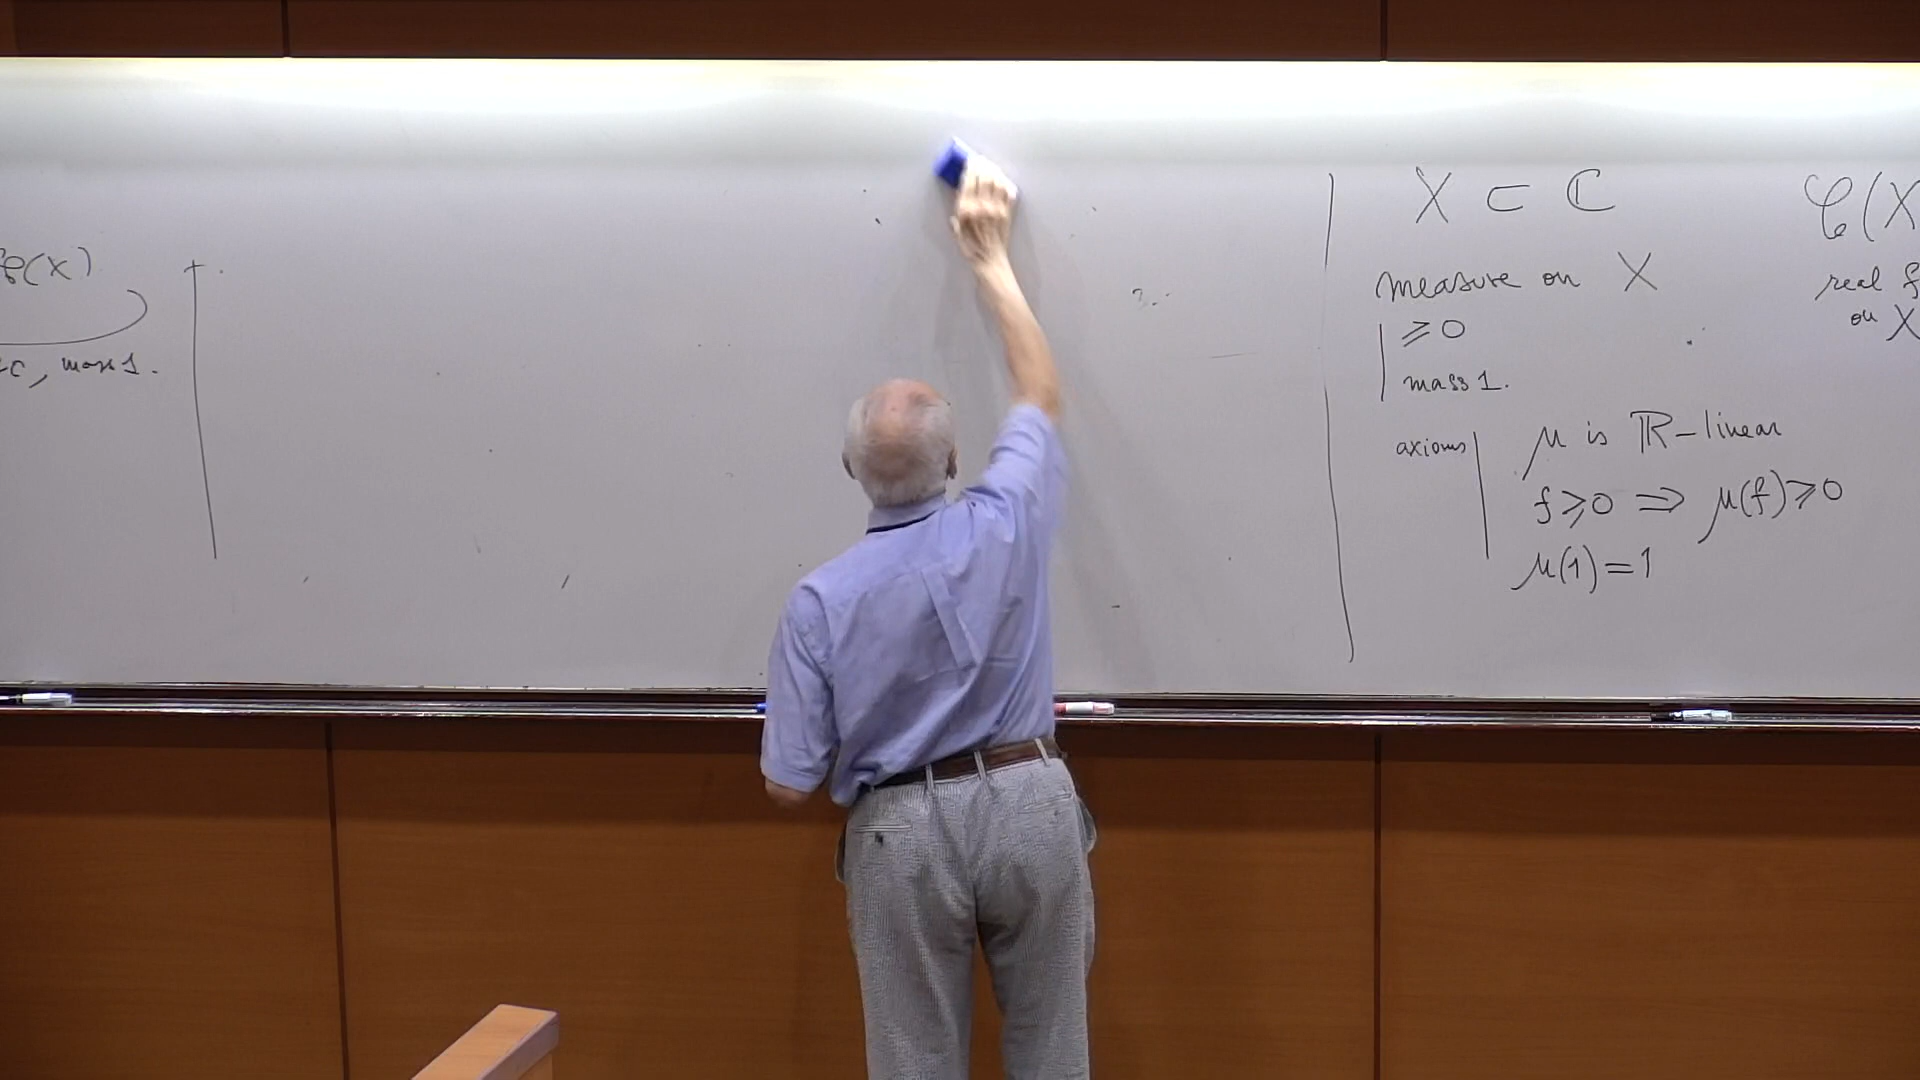 𝒞(X)
, mass 1.
X ⊂ ℂ
𝒞(X
measure on X
real f
on X
≥ 0
mass 1.
axioms
μ is ℝ-linear
f ≥ 0 ⇒ μ(f) ≥ 0
μ(1) = 1